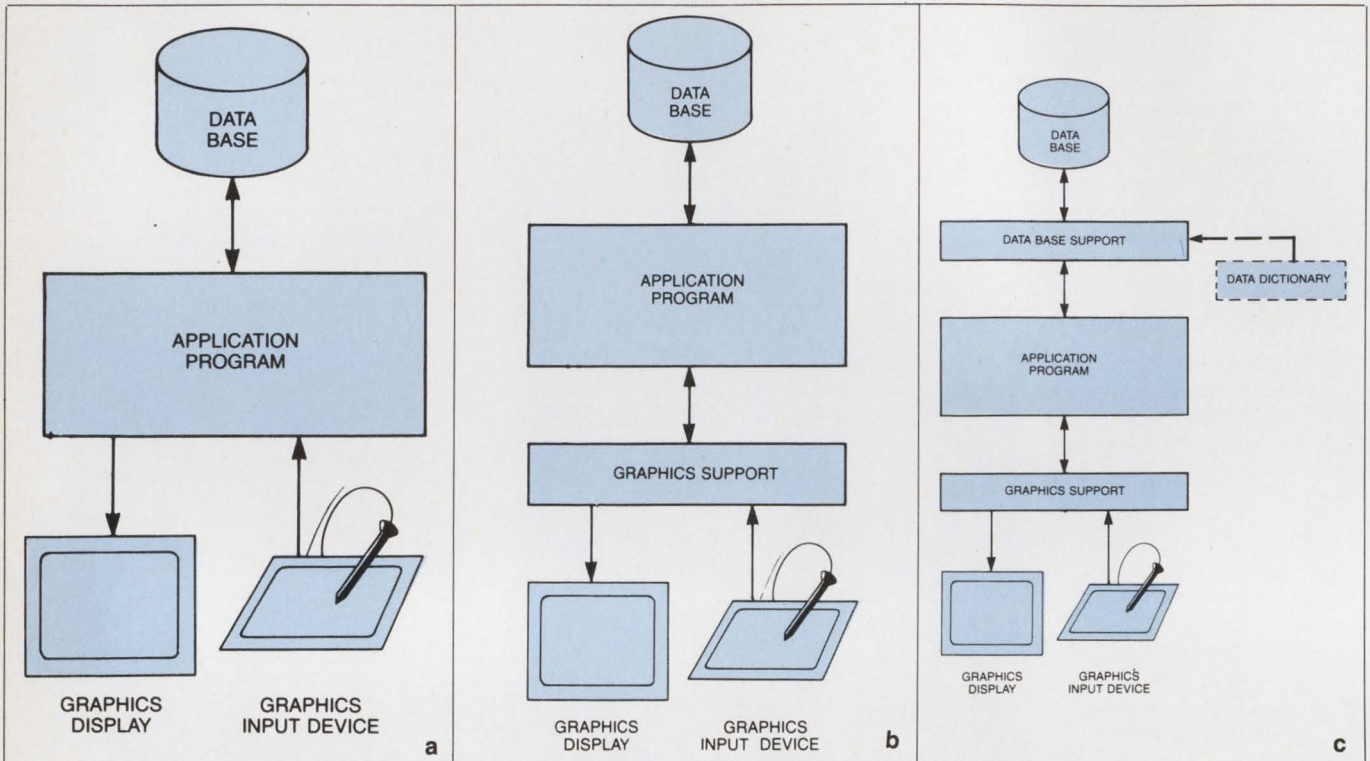 DATA
BASE
APPLICATION
PROGRAM
GRAPHICS
DISPLAY
GRAPHICS
INPUT DEVICE
a
DATA
BASE
APPLICATION
PROGRAM
GRAPHICS SUPPORT
GRAPHICS
DISPLAY
GRAPHICS
INPUT DEVICE
b
DATA
BASE
DATA BASE SUPPORT
DATA DICTIONARY
APPLICATION
PROGRAM
GRAPHICS SUPPORT
GRAPHICS
DISPLAY
GRAPHICS
INPUT DEVICE
c